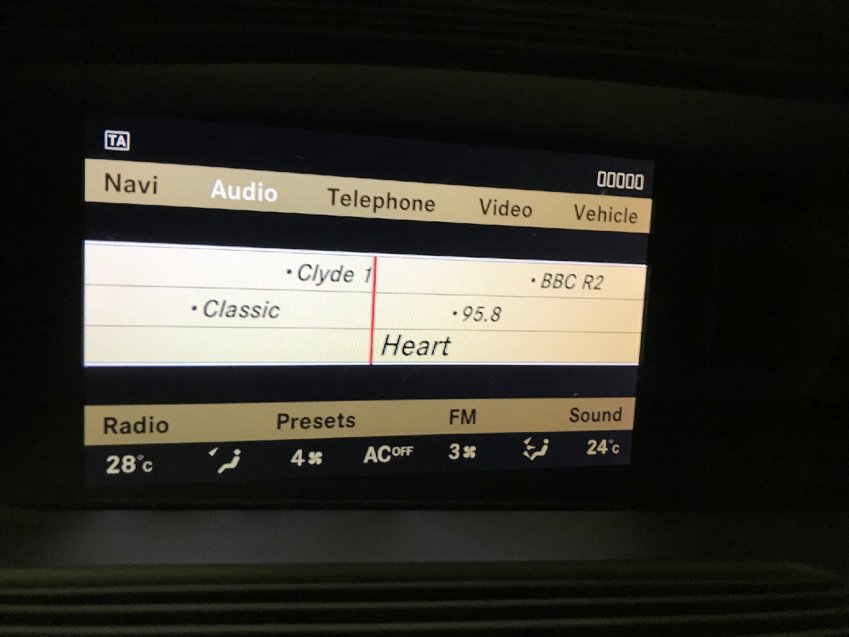 TA
00000
Navi Audio Telephone Video Vehicle
•Clyde 1 •BBC R2
•Classic •95.8
Heart
Radio Presets FM Sound
28°C 4 AC OFF 3 24°C